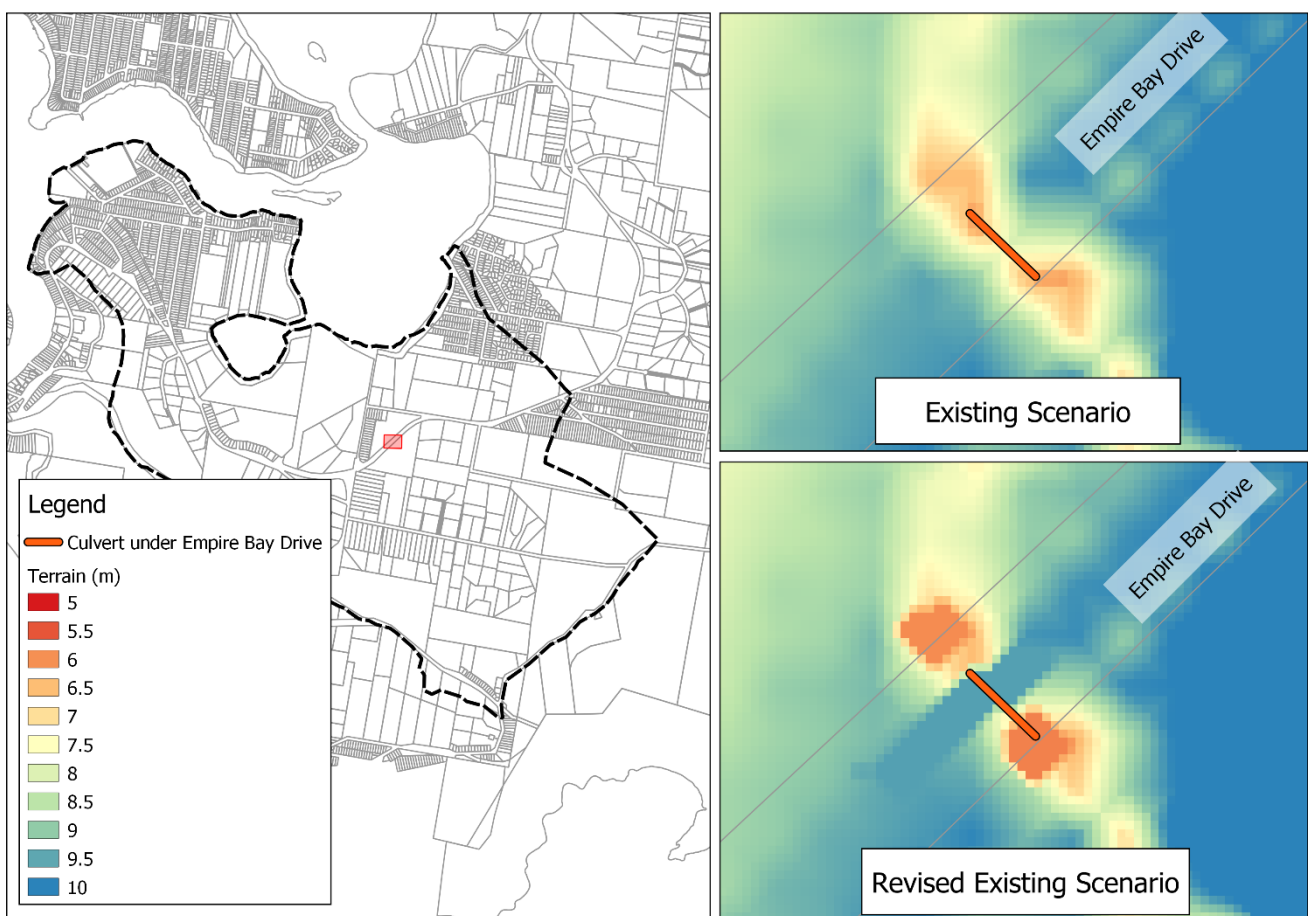 Legend
Culvert under Empire Bay Drive
Terrain (m)
5
5.5
6
6.5
7
7.5
8
8.5
9
9.5
10
Empire Bay Drive
Existing Scenario
Empire Bay Drive
Revised Existing Scenario